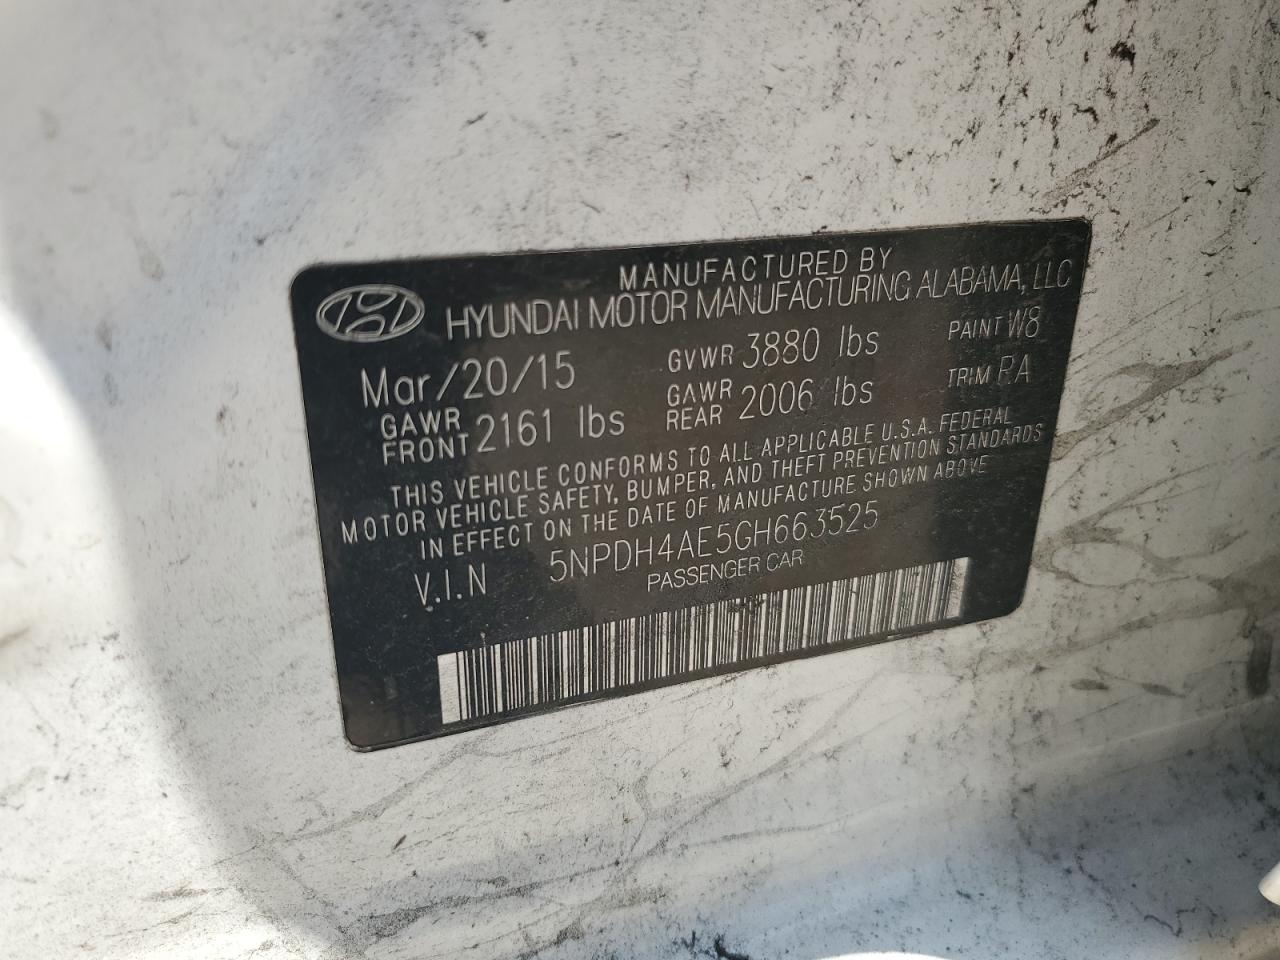 MANUFACTURED BY
HYUNDAI MOTOR MANUFACTURING ALABAMA, LLC
Mar/20/15 GVWR 3880 lbs PAINT W8
GAWR FRONT 2161 lbs GAWR REAR 2006 lbs TRIM RA
THIS VEHICLE CONFORMS TO ALL APPLICABLE U.S.A. FEDERAL
MOTOR VEHICLE SAFETY, BUMPER, AND THEFT PREVENTION STANDARDS
IN EFFECT ON THE DATE OF MANUFACTURE SHOWN ABOVE
V.I.N 5NPDH4AE5GH663525
PASSENGER CAR